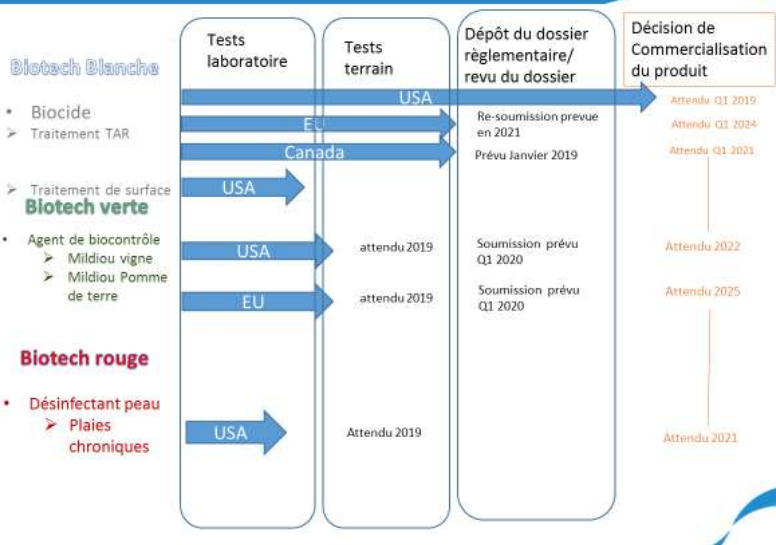 Tests
laboratoire
Tests
terrain
Dépôt du dossier
règlementaire/
revu du dossier
Décision de
Commercialisation
du produit
Biotech Blanche
• Biocide
➢ Traitement TAR
USA
Attendu Q1 2019
EU
Re-soumission prevue
en 2021
Attendu Q1 2024
Canada
Prévu Janvier 2019
Attendu Q1 2021
➢ Traitement de surface
USA
Biotech verte
• Agent de biocontrôle
➢ Mildiou vigne
➢ Mildiou Pomme
de terre
USA
attendu 2019
Soumission prévu
Q1 2020
Attendu 2022
EU
attendu 2019
Soumission prévu
Q1 2020
Attendu 2025
Biotech rouge
• Désinfectant peau
➢ Plaies
chroniques
USA
Attendu 2019
Attendu 2021